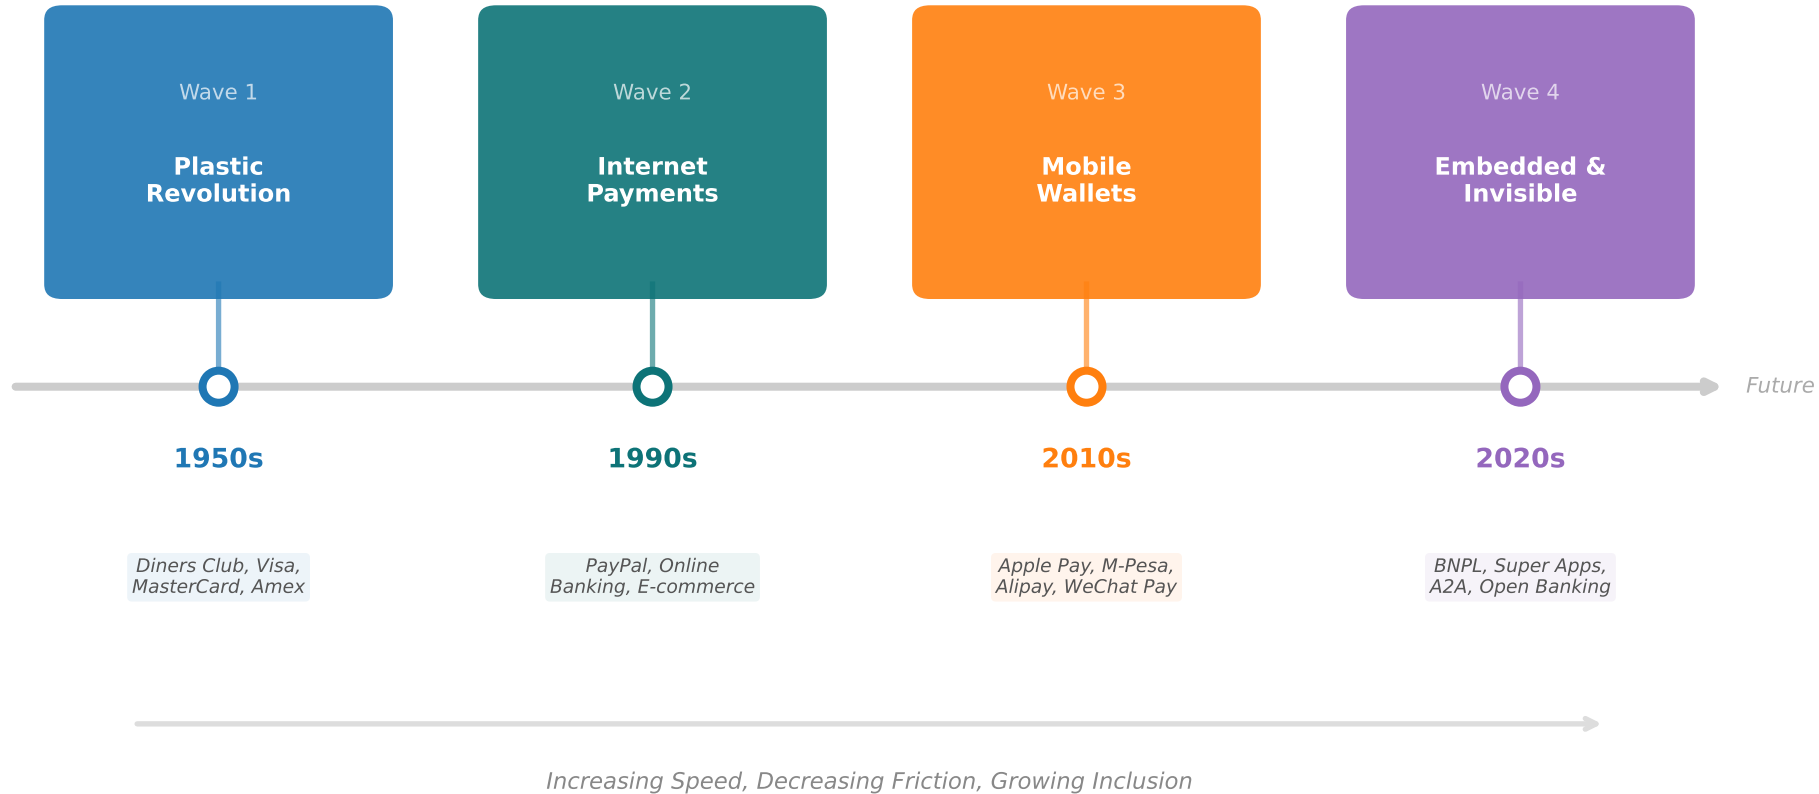 Wave 1
Plastic
Revolution
Wave 2
Internet
Payments
Wave 3
Mobile
Wallets
Wave 4
Embedded &
Invisible
Future
1950s
1990s
2010s
2020s
Diners Club, Visa,
MasterCard, Amex
PayPal, Online
Banking, E-commerce
Apple Pay, M-Pesa,
Alipay, WeChat Pay
BNPL, Super Apps,
A2A, Open Banking
Increasing Speed, Decreasing Friction, Growing Inclusion